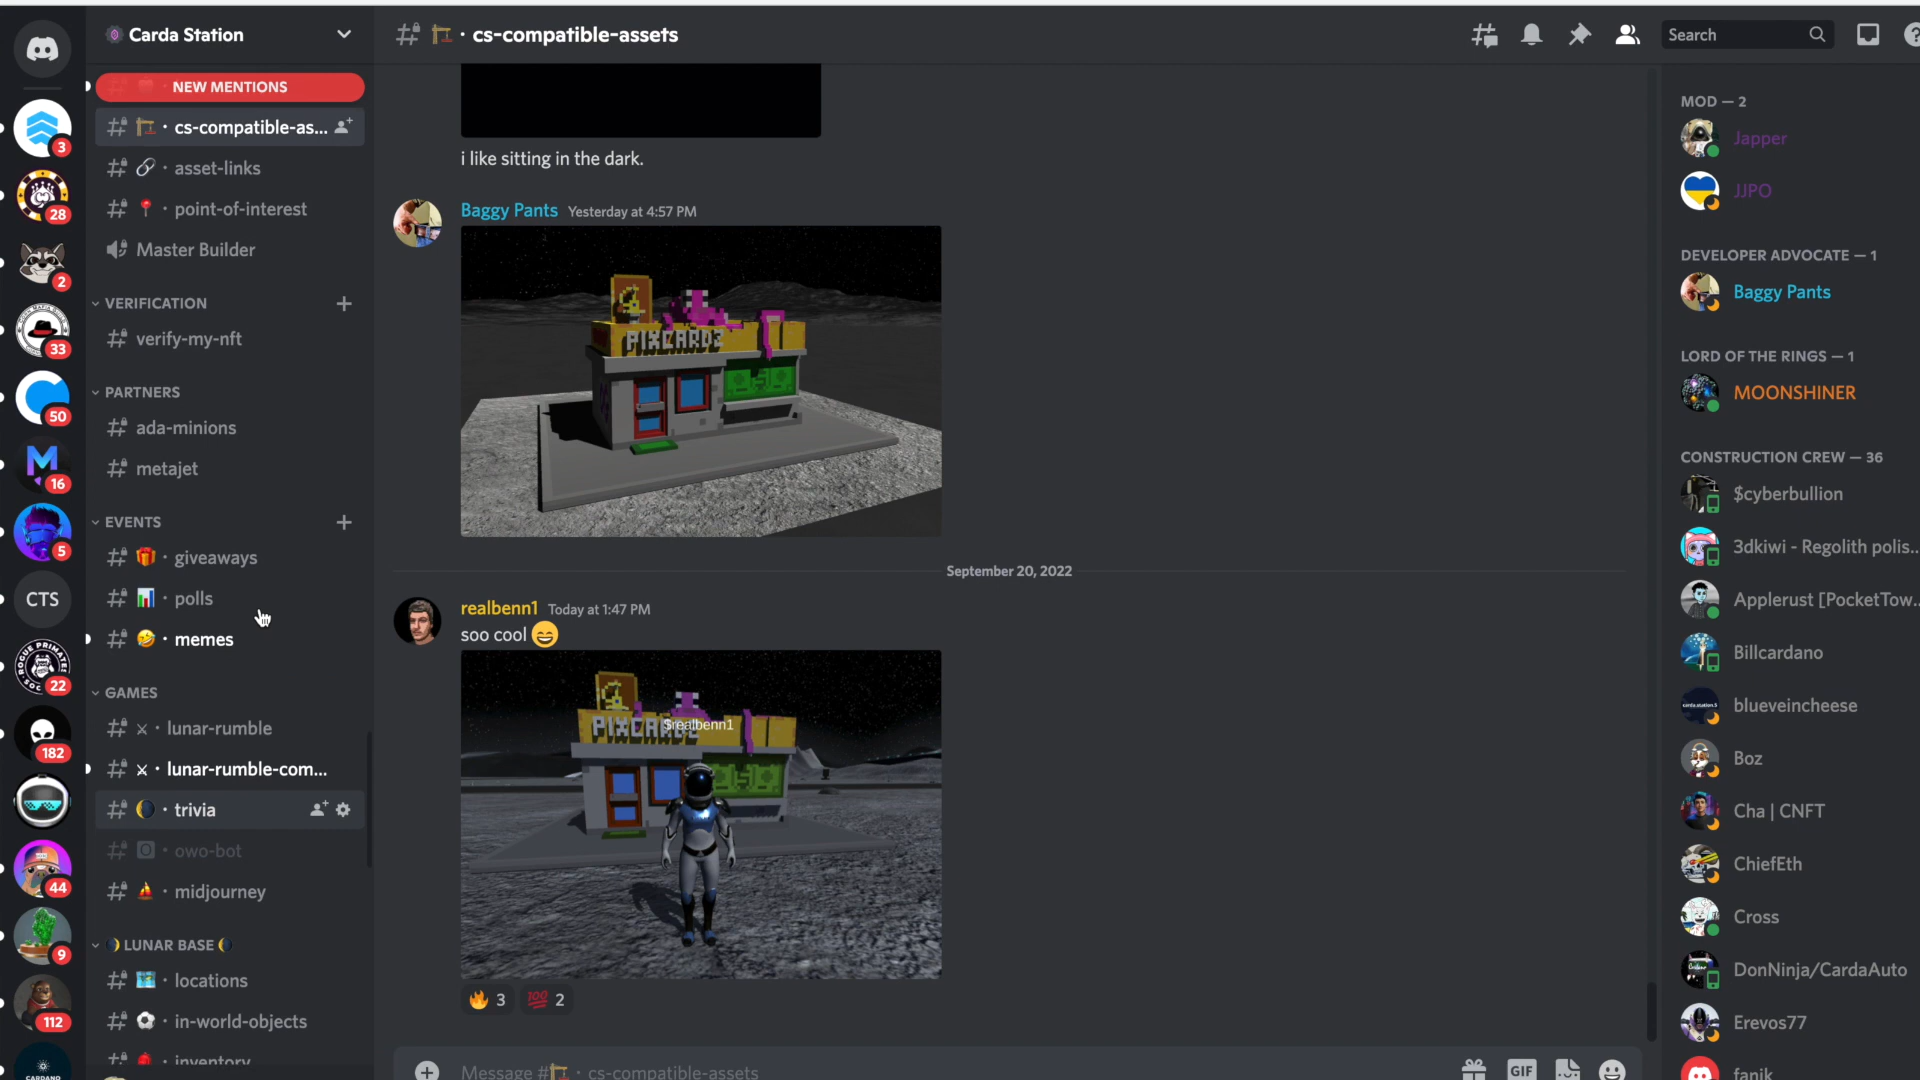 Carda Station
NEW MENTIONS
cs-compatible-as...
asset-links
point-of-interest
Master Builder
VERIFICATION
verify-my-nft
PARTNERS
ada-minions
metajet
EVENTS
giveaways
polls
memes
GAMES
lunar-rumble
lunar-rumble-com...
trivia
owo-bot
midjourney
LUNAR BASE
locations
in-world-objects
inventory
3
28
2
33
50
16
5
CTS
ROGUE PRIMATE
22
182
44
9
112
CARDANO
cs-compatible-assets
Search
i like sitting in the dark.
Baggy Pants Yesterday at 4:57 PM
PIXCARDZ
September 20, 2022
realbenn1 Today at 1:47 PM
soo cool
PIXCARDZ
$realbenn1
3
100 2
Message # · cs-compatible-assets
GIF
MOD — 2
Japper
JJPO
DEVELOPER ADVOCATE — 1
Baggy Pants
LORD OF THE RINGS — 1
MOONSHINER
CONSTRUCTION CREW — 36
$cyberbullion
3dkiwi - Regolith polis...
Applerust [PocketTow...
Billcardano
blueveincheese
Boz
Cha | CNFT
ChiefEth
Cross
DonNinja/CardaAuto
Erevos77
fanik